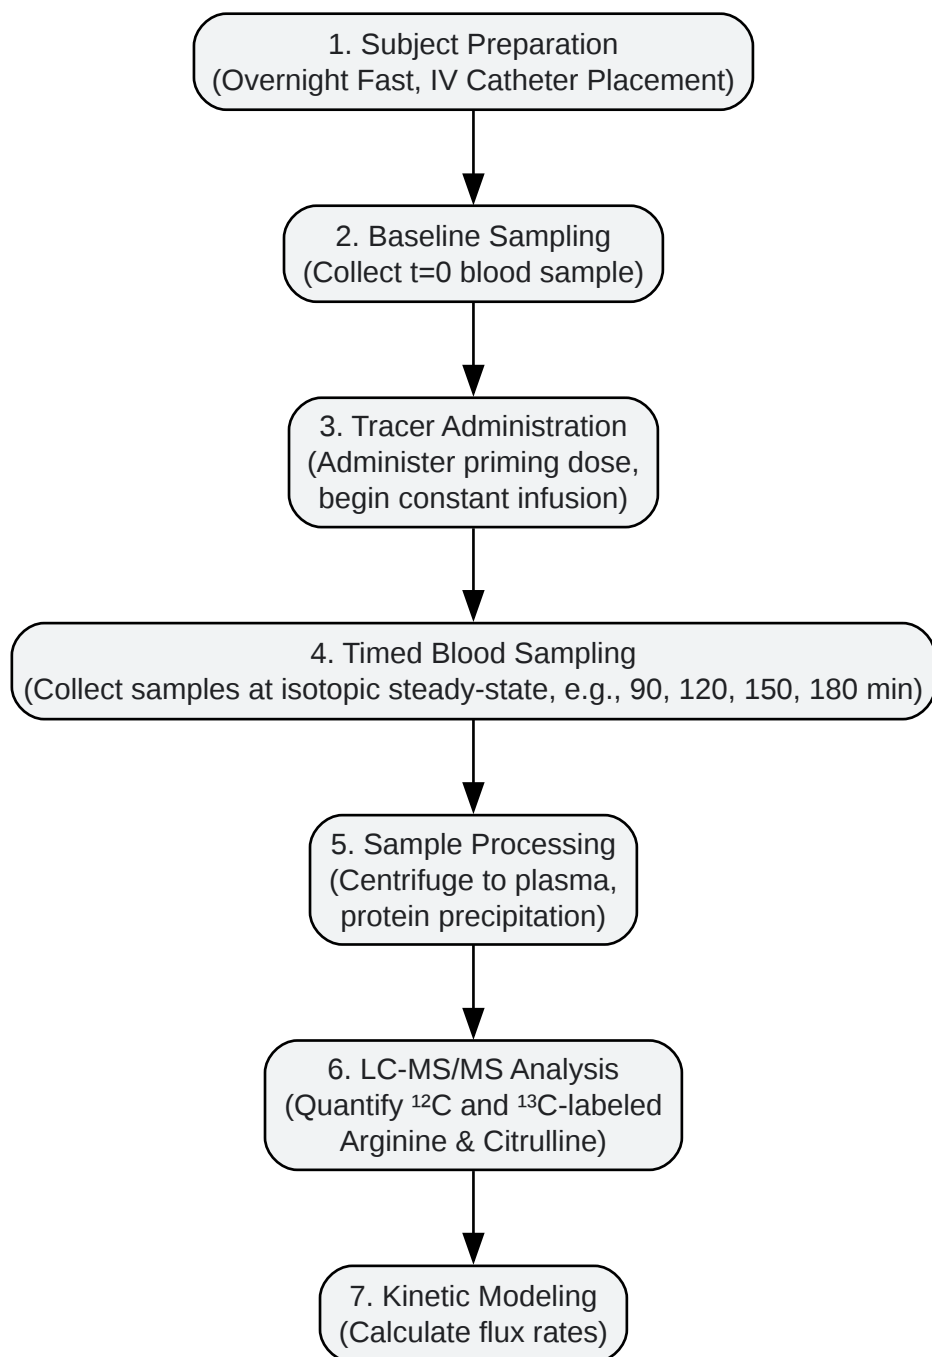 1. Subject Preparation
(Overnight Fast, IV Catheter Placement)
2. Baseline Sampling
(Collect t=0 blood sample)
3. Tracer Administration
(Administer priming dose,
begin constant infusion)
4. Timed Blood Sampling
(Collect samples at isotopic steady-state, e.g., 90, 120, 150, 180 min)
5. Sample Processing
(Centrifuge to plasma,
protein precipitation)
6. LC-MS/MS Analysis
(Quantify ¹²C and ¹³C-labeled
Arginine & Citrulline)
7. Kinetic Modeling
(Calculate flux rates)